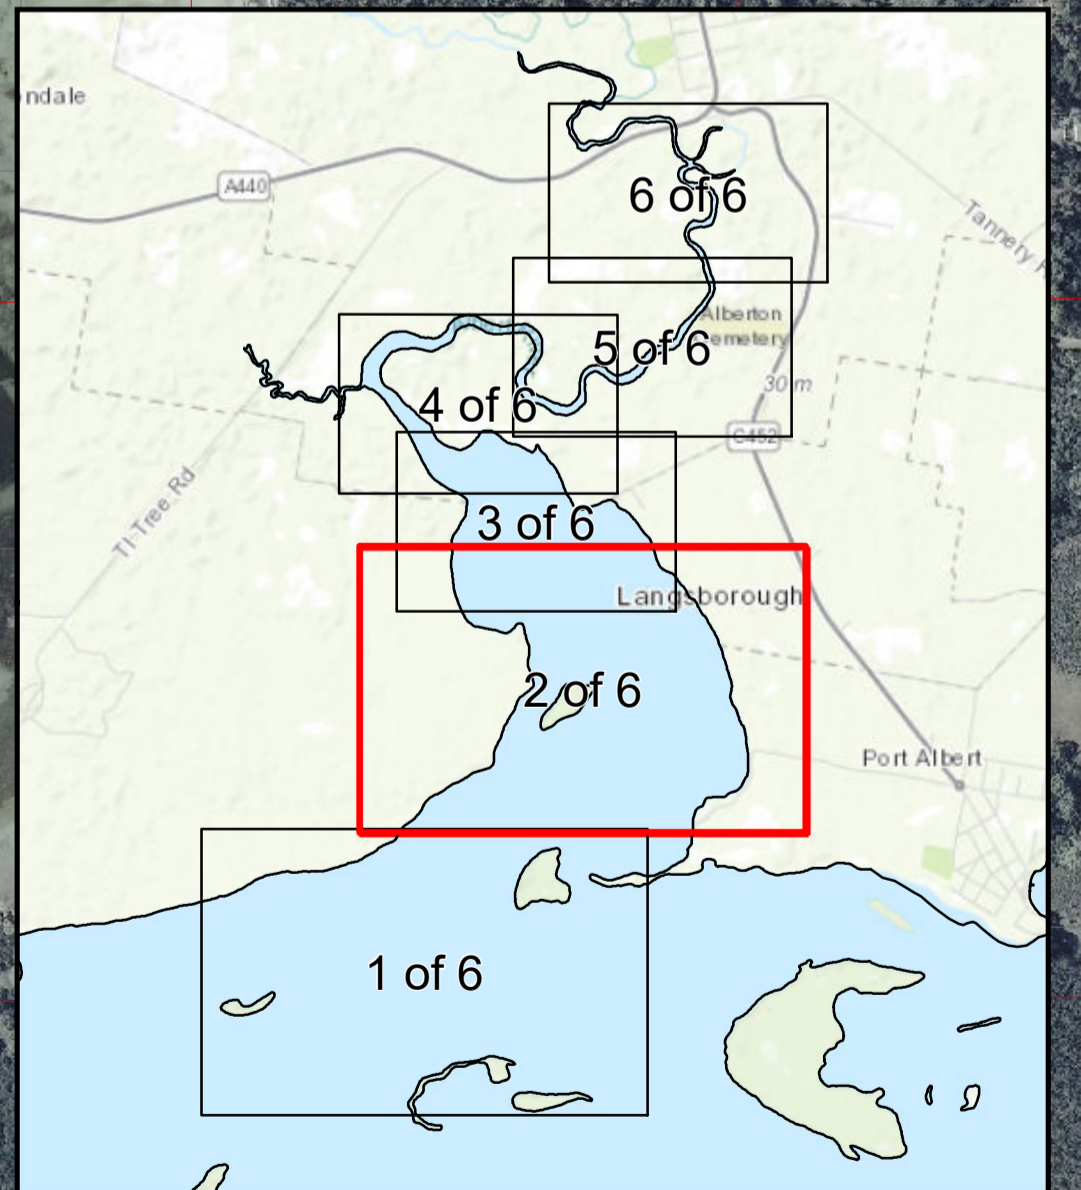 ndale
A440
6 of 6
Tannery R
Alberton
emetery
5 of 6
30 m
4 of 6
C452
TI Tree Rd
3 of 6
Langsborough
2 of 6
Port Albert
1 of 6